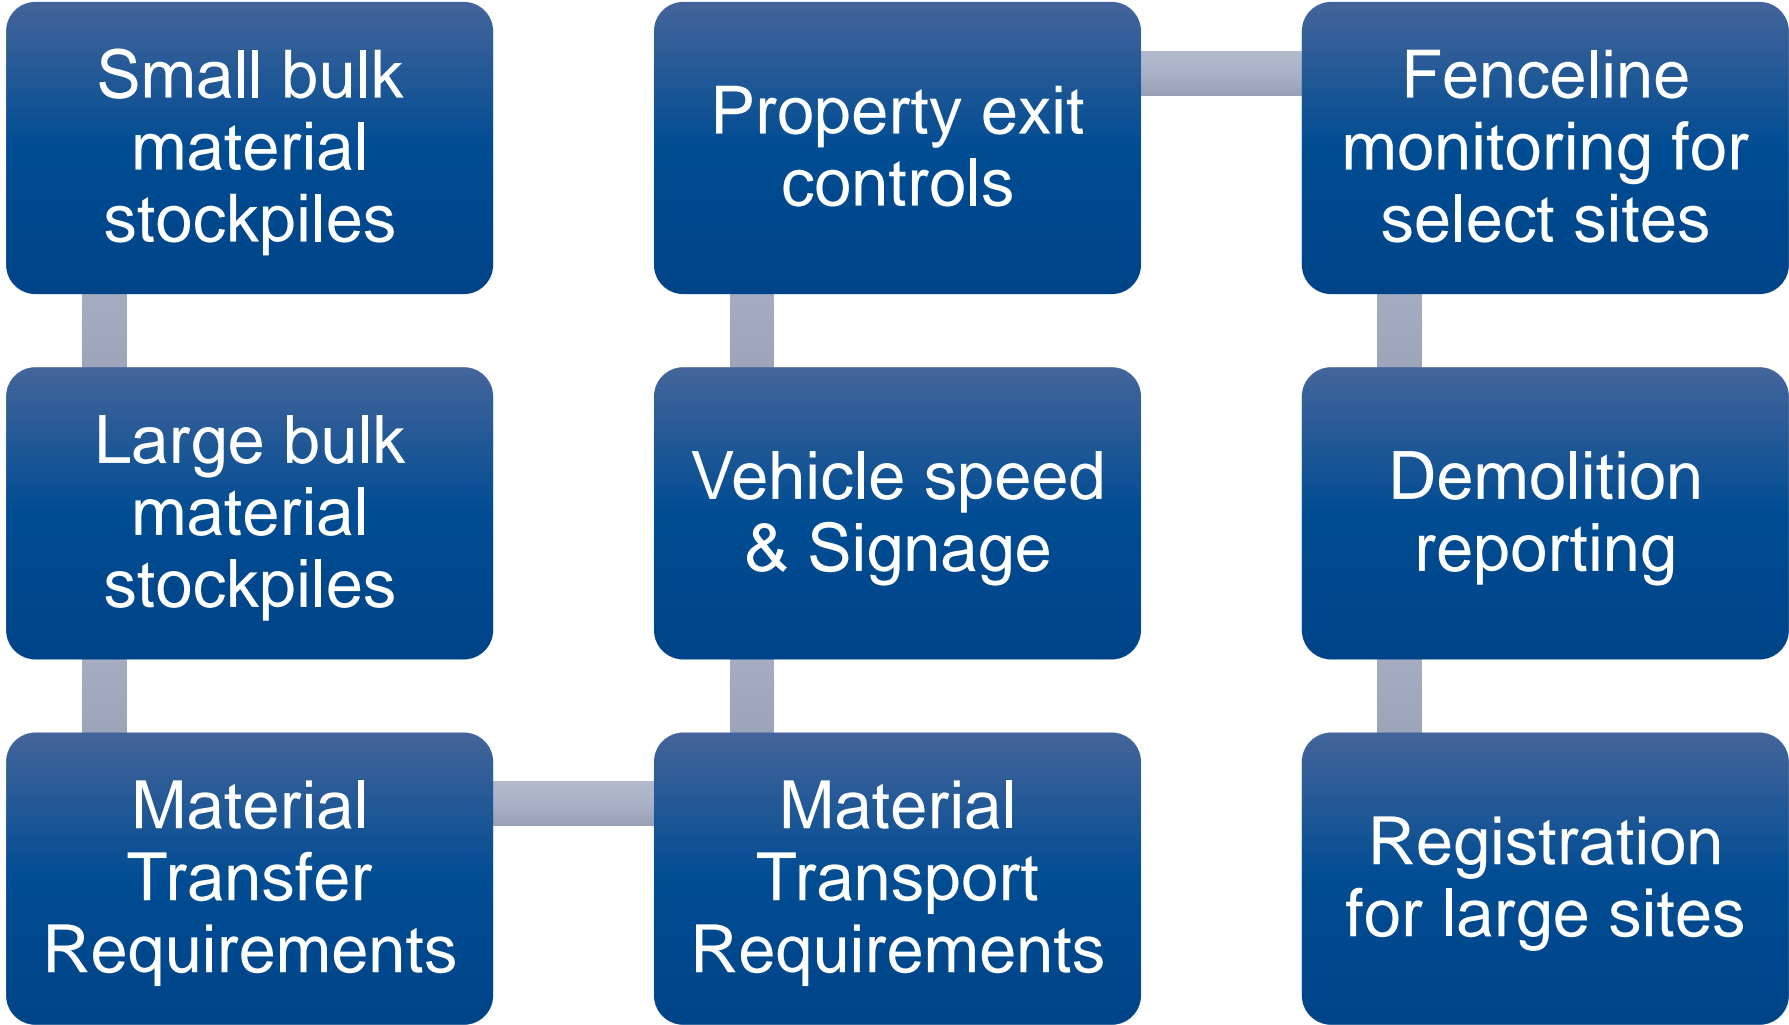 Small bulk
material
stockpiles
Large bulk
material
stockpiles
Material
Transfer
Requirements
Material
Transport
Requirements
Vehicle speed
& Signage
Property exit
controls
Fenceline
monitoring for
select sites
Demolition
reporting
Registration
for large sites